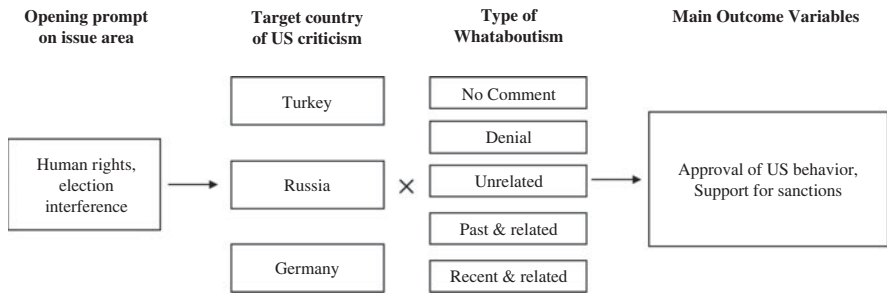 Opening prompt
on issue area
Target country
of US criticism
Type of
Whataboutism
Main Outcome Variables
Human rights,
election
interference
Turkey
Russia
Germany
×
No Comment
Denial
Unrelated
Past & related
Recent & related
Approval of US behavior,
Support for sanctions